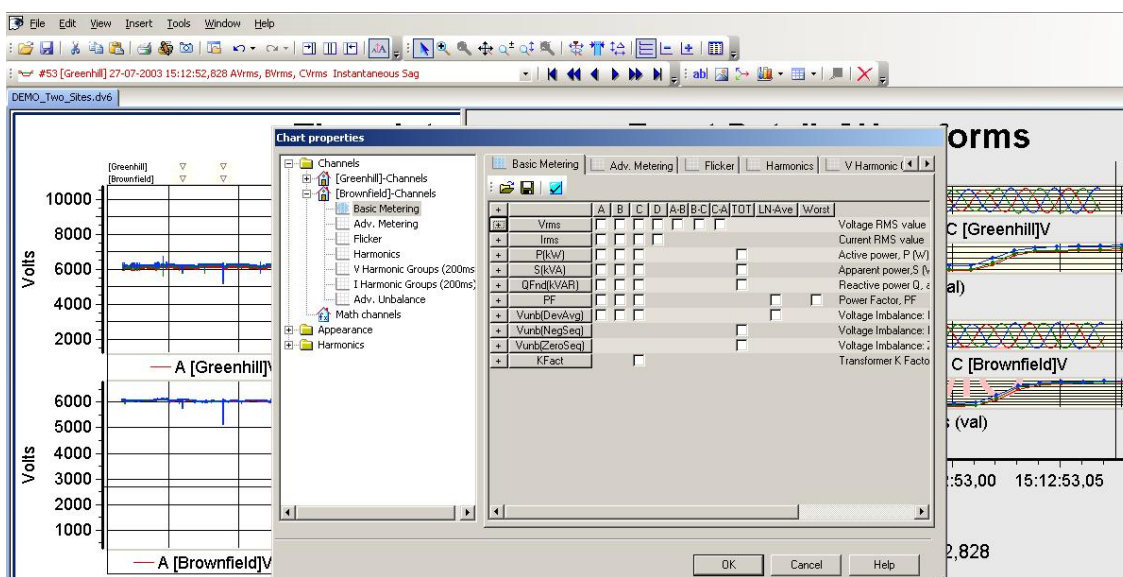 File Edit View Insert Tools Window Help
#53 [Greenhill] 27-07-2003 15:12:52,828 AVrms, BVrms, CVrms Instantaneous Sag
abl
DEMO_Two_Sites.dv6
orms
[Greenhill]
[Brownfield]
10000
8000
6000
4000
2000
Volts
A [Greenhill]V
6000
5000
4000
3000
2000
1000
Volts
A [Brownfield]V
Chart properties
Channels
[Greenhill]-Channels
[Brownfield]-Channels
Basic Metering
Adv. Metering
Flicker
Harmonics
V Harmonic Groups (200ms
I Harmonic Groups (200ms)
Adv. Unbalance
Math channels
Appearance
Harmonics
Basic Metering Adv. Metering Flicker Harmonics V Harmonic (
+ A B C D A-B B-C C-A TOT LN-Ave Worst
+ Vrms Voltage RMS value
+ Irms Current RMS value
+ P(kW) Active power, P (W)
+ S(kVA) Apparent power,S (V
+ QFnd(kVAR) Reactive power Q, a
+ PF Power Factor, PF
+ Vunb(DevAvg) Voltage Imbalance: I
+ Vunb(NegSeq) Voltage Imbalance: I
+ Vunb(ZeroSeq) Voltage Imbalance: Z
+ KFact Transformer K Facto
OK Cancel Help
C [Greenhill]V
al)
C [Brownfield]V
s (val)
:53,00 15:12:53,05
2,828